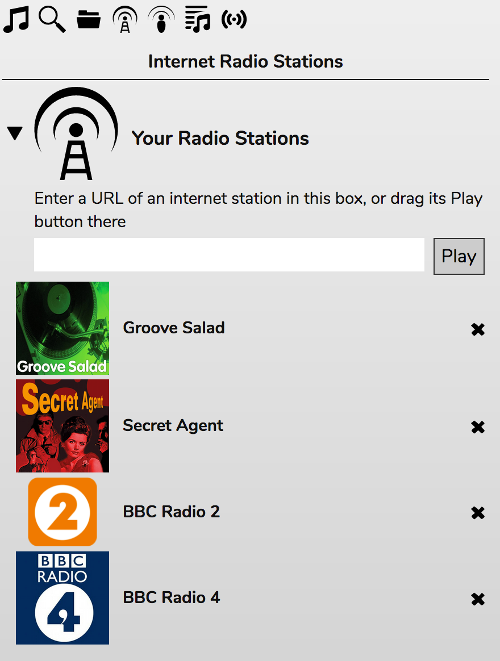 Internet Radio Stations
Your Radio Stations
Enter a URL of an internet station in this box, or drag its Play
button there
Play
Groove Salad
Groove Salad
Secret Agent
Secret Agent
2
BBC Radio 2
BBC
RADIO
4
BBC Radio 4